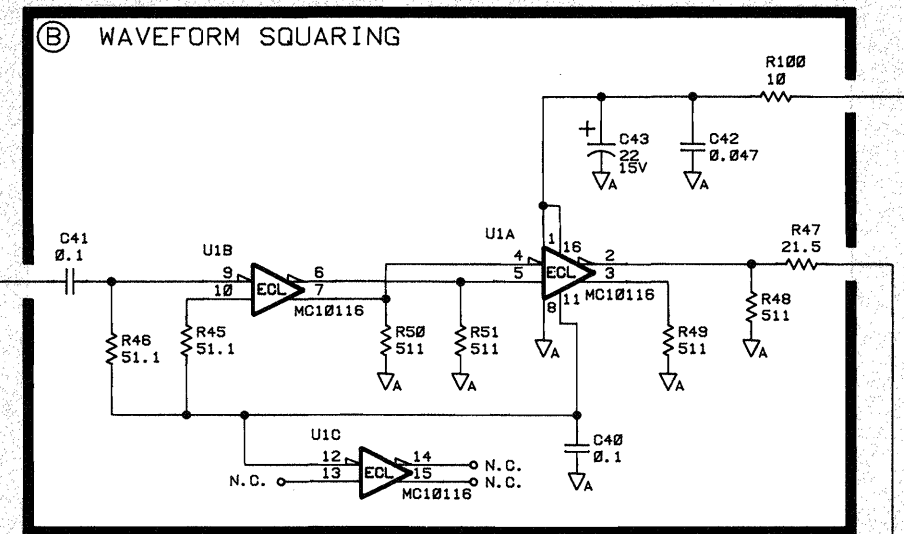 B WAVEFORM SQUARING
R100
10
+
C43
22
15V
A
C42
0.047
A
C41
0.1
U1B
9
10
ECL
6
7
MC10116
U1A
4
5
1
16
ECL
2
3
11
8
MC10116
A
R47
21.5
R46
51.1
R45
51.1
R50
511
A
R51
511
A
R49
511
A
R48
511
A
U1C
12
13
ECL
14
15
MC10116
N.C.
N.C.
N.C.
C40
0.1
A